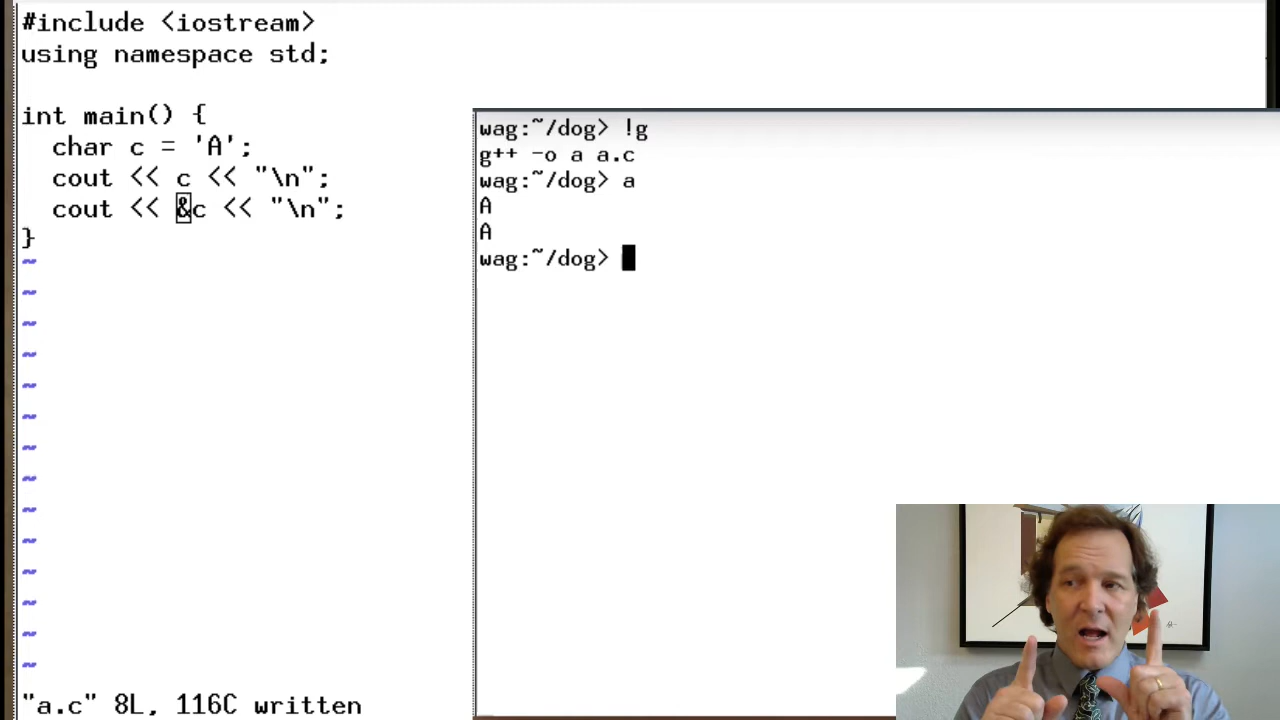 #include <iostream>
using namespace std;
int main() {
char c = 'A';
cout << c << "\n";
cout << &c << "\n";
}
~
~
~
~
~
~
~
~
~
~
~
~
~
~
"a.c" 8L, 116C written
wag:~/dog> !g
g++ -o a a.c
wag:~/dog> a
A
A
wag:~/dog>